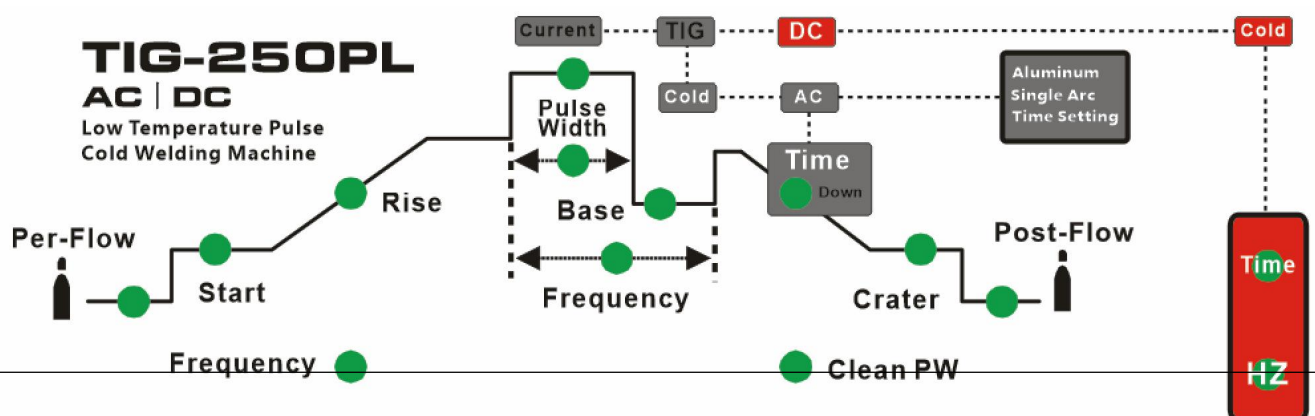 Current
TIG
DC
Cold
TIG-250PL
AC | DC
Low Temperature Pulse
Cold Welding Machine
Cold
AC
Aluminum
Single Arc
Time Setting
Pulse
Width
Time
Down
Rise
Base
Per-Flow
Post-Flow
Start
Frequency
Crater
Time
Frequency
Clean PW
HZ